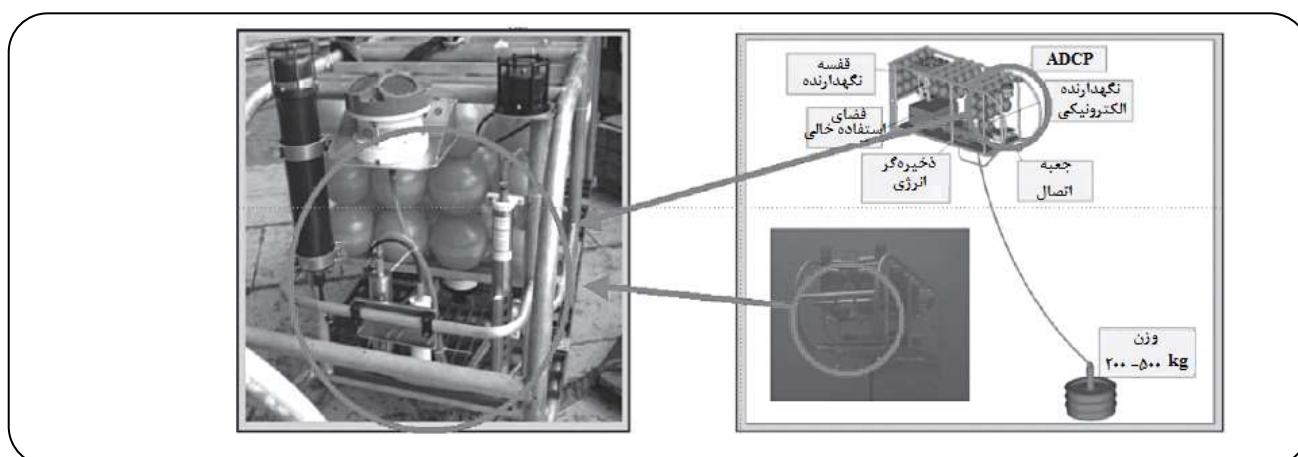 ADCP
قفسه
نگهدارنده
نگهدارنده
الکترونیکی
فضای
استفاده خالی
ذخیره‌گر
انرژی
جعبه
اتصال
وزن
۲۰۰ -۵۰۰ kg